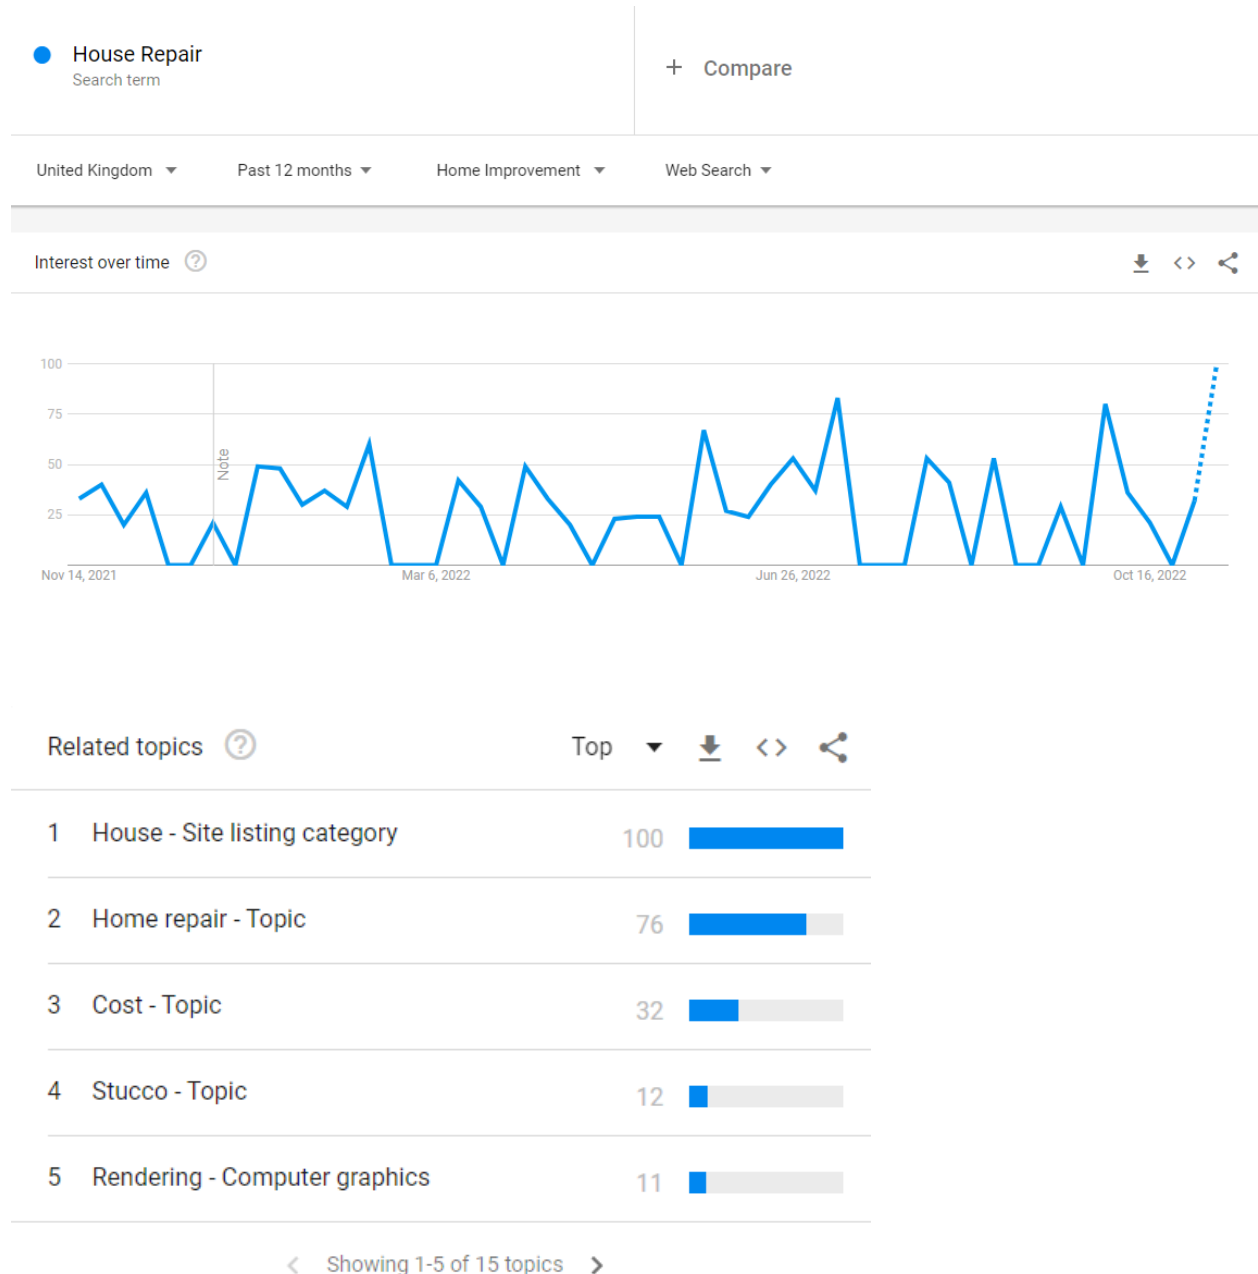 House Repair
Search term
+ Compare
United Kingdom
Past 12 months
Home Improvement
Web Search
Interest over time
100
75
50
25
Note
Nov 14, 2021
Mar 6, 2022
Jun 26, 2022
Oct 16, 2022
Related topics
Top
1 House - Site listing category 100
2 Home repair - Topic 76
3 Cost - Topic 32
4 Stucco - Topic 12
5 Rendering - Computer graphics 11
Showing 1-5 of 15 topics